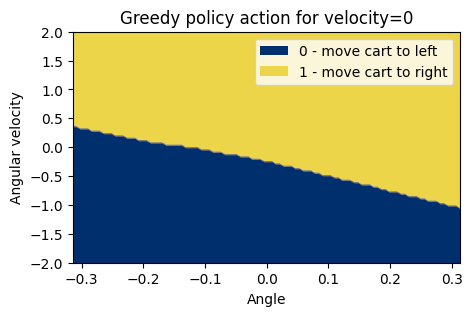 Greedy policy action for velocity=0
0 - move cart to left
1 - move cart to right
Angular velocity
2.0
1.5
1.0
0.5
0.0
−0.5
−1.0
−1.5
−2.0
−0.3 −0.2 −0.1 0.0 0.1 0.2 0.3
Angle